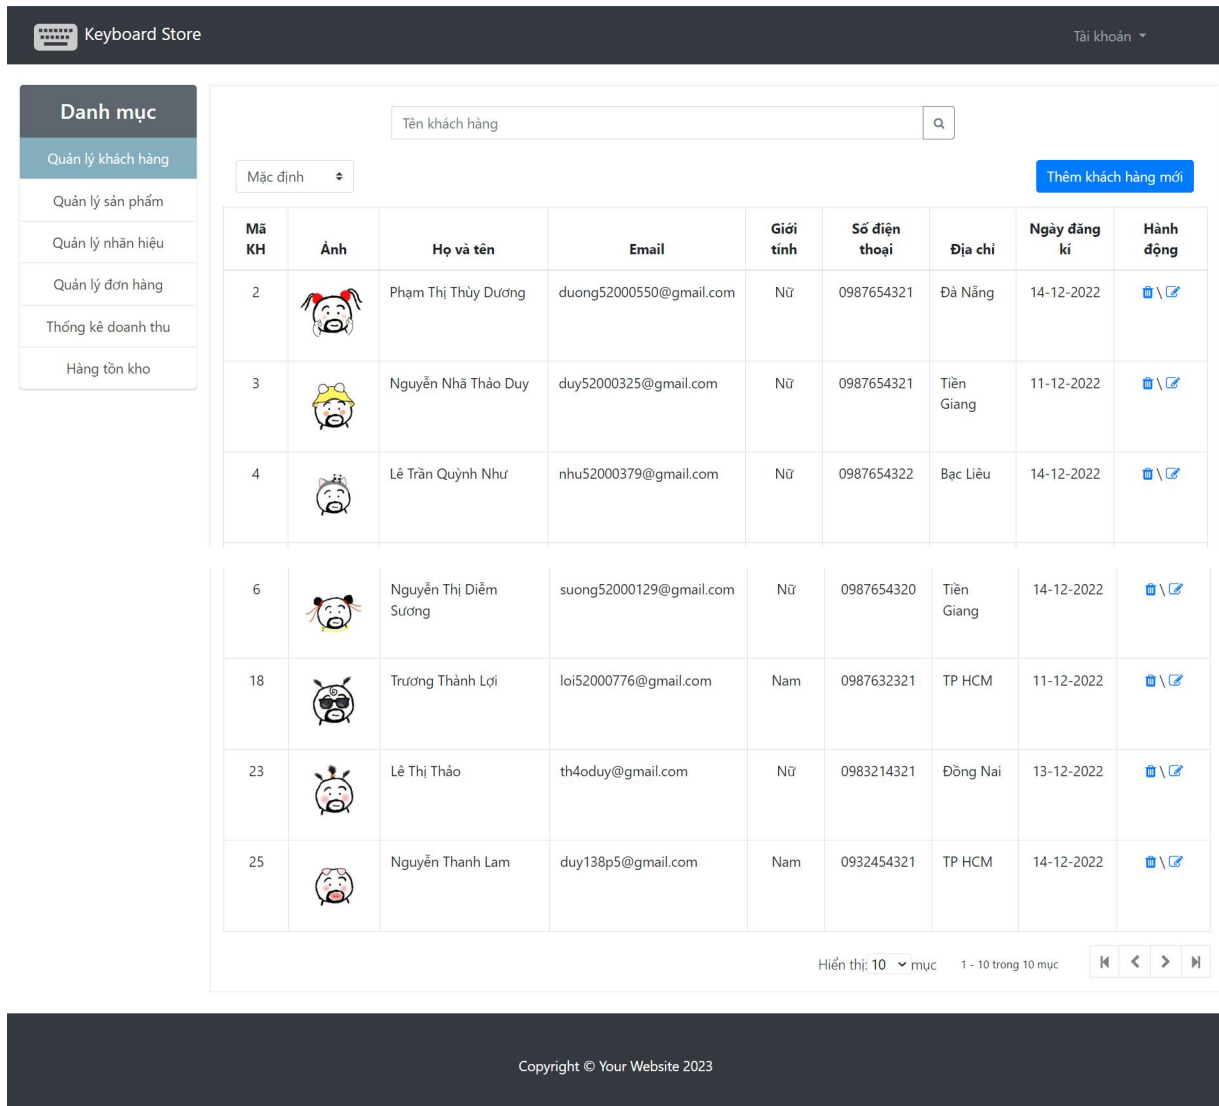 Keyboard Store
Tài khoản
Danh mục
Quản lý khách hàng
Quản lý sản phẩm
Quản lý nhãn hiệu
Quản lý đơn hàng
Thống kê doanh thu
Hàng tồn kho
Tên khách hàng
Mặc định
Thêm khách hàng mới
Mã KH Ảnh Họ và tên Email Giới tính Số điện thoại Địa chỉ Ngày đăng kí Hành động
2 Phạm Thị Thùy Dương duong52000550@gmail.com Nữ 0987654321 Đà Nẵng 14-12-2022 \
3 Nguyễn Nhã Thảo Duy duy52000325@gmail.com Nữ 0987654321 Tiền Giang 11-12-2022 \
4 Lê Trần Quỳnh Như nhu52000379@gmail.com Nữ 0987654322 Bạc Liêu 14-12-2022 \
6 Nguyễn Thị Diễm Sương suong52000129@gmail.com Nữ 0987654320 Tiền Giang 14-12-2022 \
18 Trương Thành Lợi loi52000776@gmail.com Nam 0987632321 TP HCM 11-12-2022 \
23 Lê Thị Thảo th4oduy@gmail.com Nữ 0983214321 Đồng Nai 13-12-2022 \
25 Nguyễn Thanh Lam duy138p5@gmail.com Nam 0932454321 TP HCM 14-12-2022 \
Hiển thị: 10 mục 1 - 10 trong 10 mục
Copyright © Your Website 2023